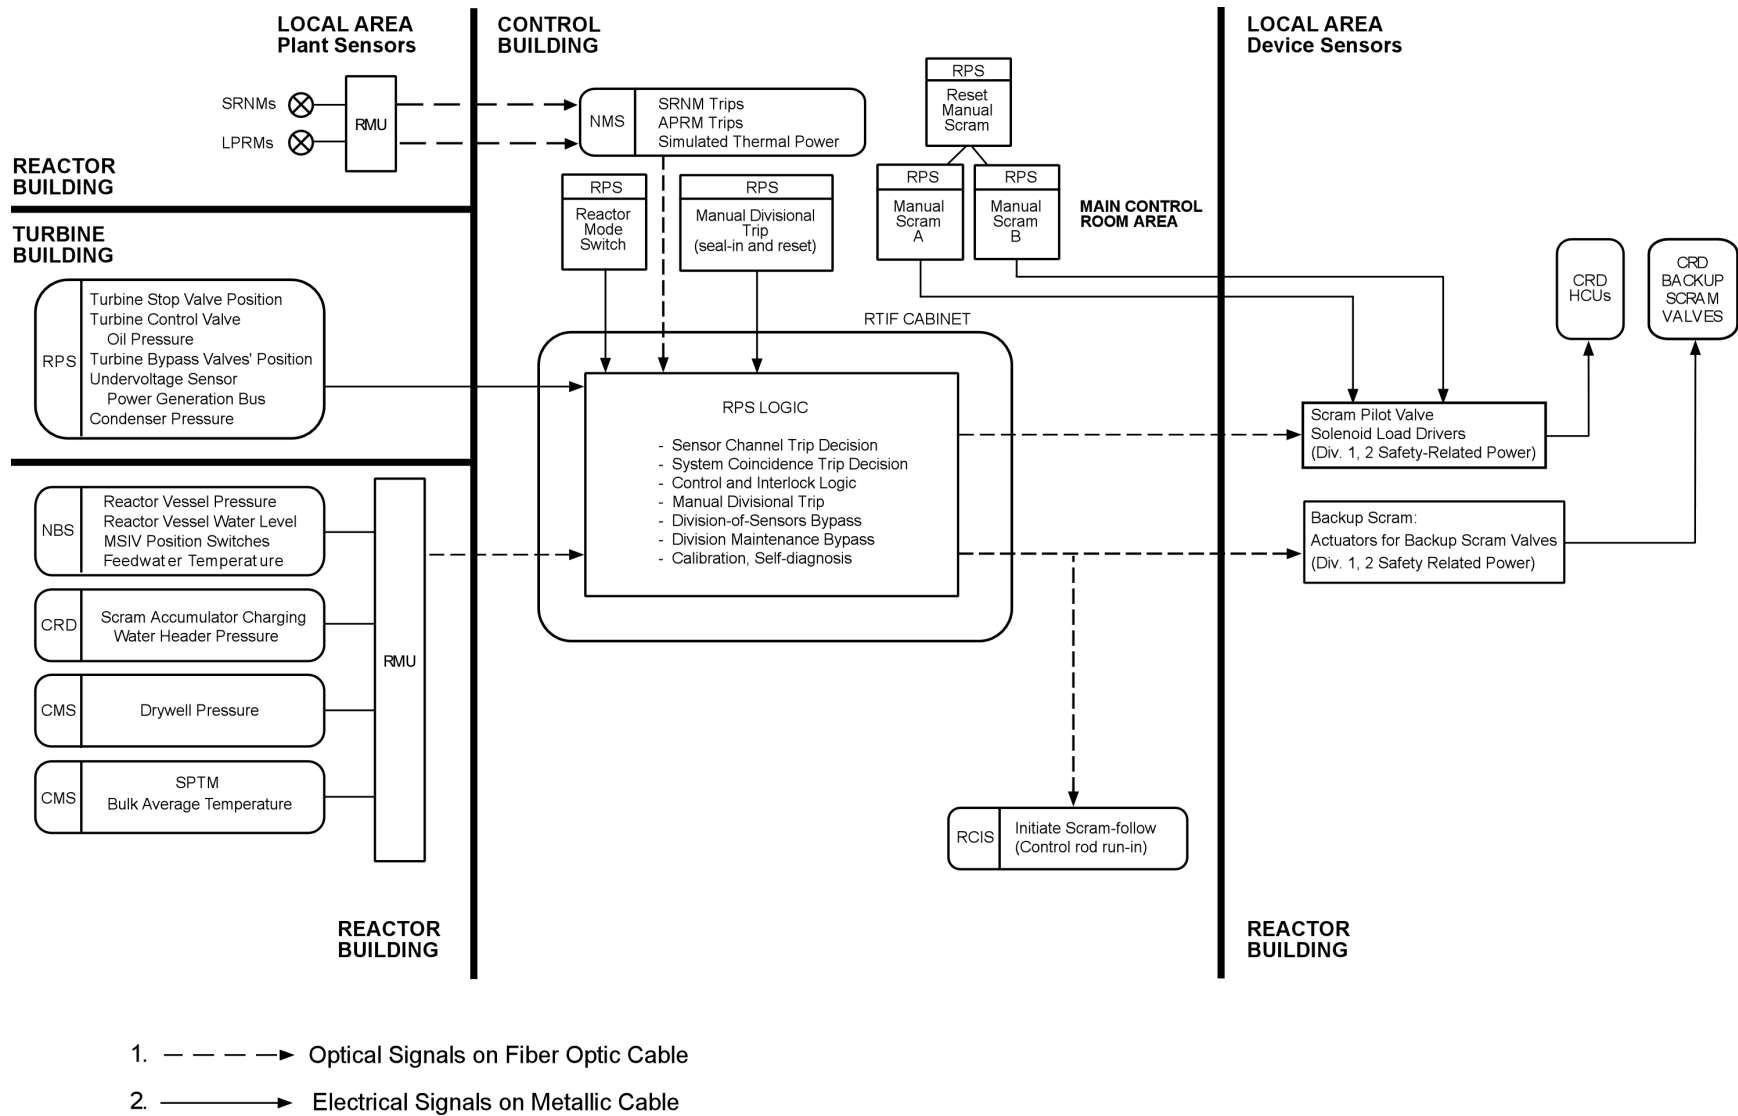 LOCAL AREA
Plant Sensors
CONTROL
BUILDING
LOCAL AREA
Device Sensors
SRNMs
LPRMs
RMU
REACTOR
BUILDING
NMS
SRNM Trips
APRM Trips
Simulated Thermal Power
RPS
Reset
Manual
Scram
RPS
Reactor
Mode
Switch
RPS
Manual Divisional
Trip
(seal-in and reset)
RPS
Manual
Scram
A
RPS
Manual
Scram
B
MAIN CONTROL
ROOM AREA
TURBINE
BUILDING
RPS
Turbine Stop Valve Position
Turbine Control Valve
Oil Pressure
Turbine Bypass Valves' Position
Undervoltage Sensor
Power Generation Bus
Condenser Pressure
RTIF CABINET
RPS LOGIC
- Sensor Channel Trip Decision
- System Coincidence Trip Decision
- Control and Interlock Logic
- Manual Divisional Trip
- Division-of-Sensors Bypass
- Division Maintenance Bypass
- Calibration, Self-diagnosis
CRD
HCUs
CRD
BACKUP
SCRAM
VALVES
Scram Pilot Valve
Solenoid Load Drivers
(Div. 1, 2 Safety-Related Power)
Backup Scram:
Actuators for Backup Scram Valves
(Div. 1, 2 Safety Related Power)
NBS
Reactor Vessel Pressure
Reactor Vessel Water Level
MSIV Position Switches
Feedwater Temperature
CRD
Scram Accumulator Charging
Water Header Pressure
RMU
CMS
Drywell Pressure
CMS
SPTM
Bulk Average Temperature
RCIS
Initiate Scram-follow
(Control rod run-in)
REACTOR
BUILDING
REACTOR
BUILDING
1. Optical Signals on Fiber Optic Cable
2. Electrical Signals on Metallic Cable